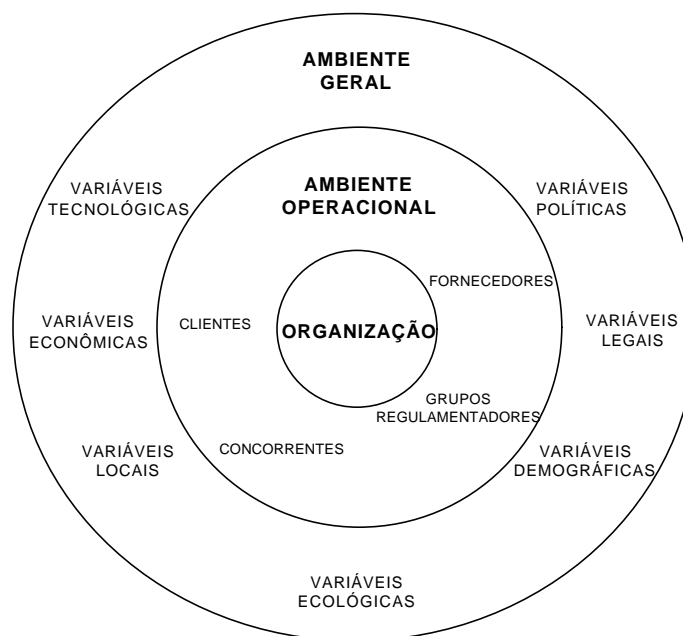 AMBIENTE
GERAL
VARIÁVEIS
TECNOLÓGICAS
AMBIENTE
OPERACIONAL
VARIÁVEIS
POLÍTICAS
FORNECEDORES
VARIÁVEIS
ECONÔMICAS
CLIENTES
ORGANIZAÇÃO
VARIÁVEIS
LEGAIS
GRUPOS
REGULAMENTADORES
VARIÁVEIS
LOCAIS
CONCORRENTES
VARIÁVEIS
DEMOGRÁFICAS
VARIÁVEIS
ECOLÓGICAS